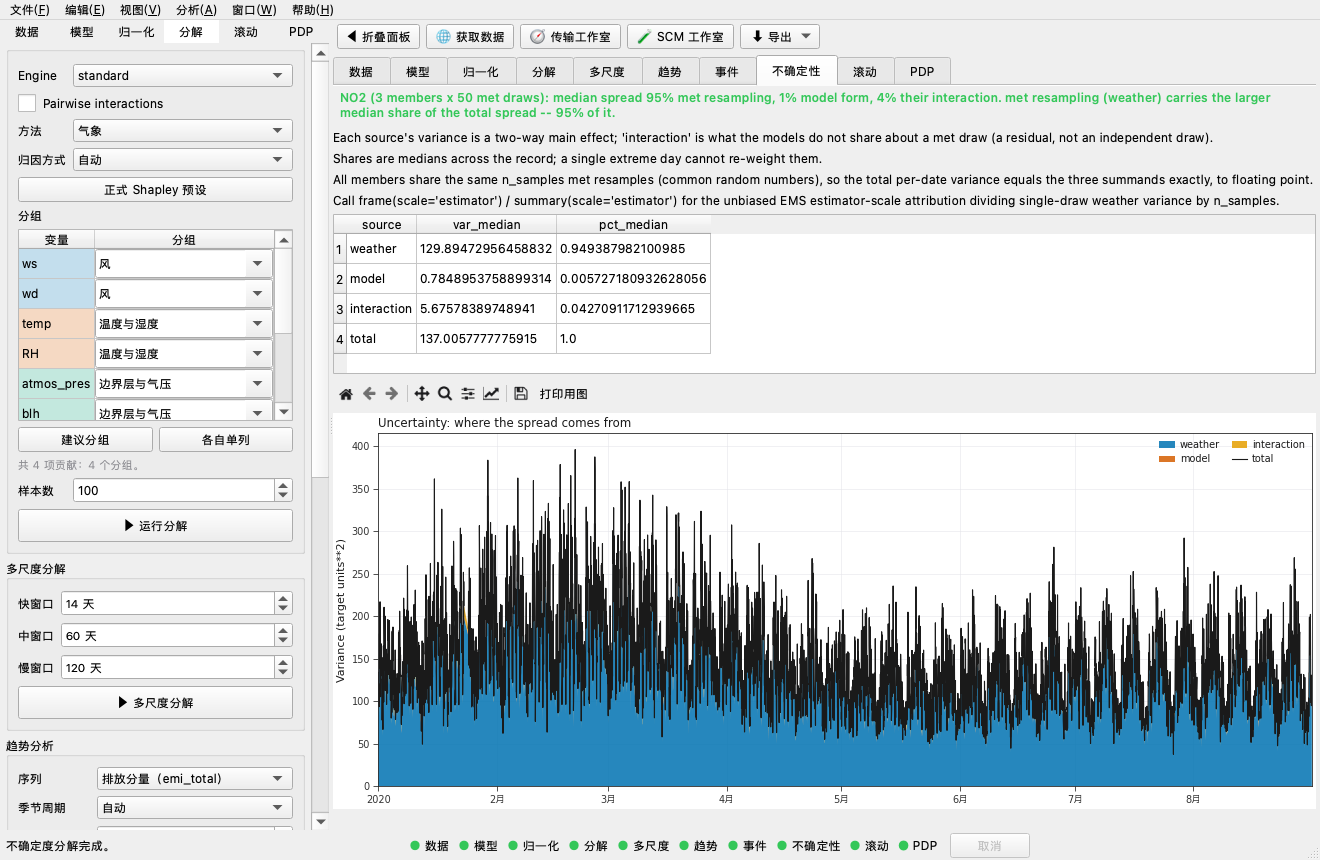 文件(F) 编辑(E) 视图(V) 分析(A) 窗口(W) 帮助(H)
数据 模型 归一化 分解 滚动 PDP
Engine standard
Pairwise interactions
方法 气象
归因方式 自动
正式 Shapley 预设
分组
变量 分组
ws 风
wd 风
temp 温度与湿度
RH 温度与湿度
atmos_pres 边界层与气压
blh 边界层与气压
建议分组 各自单列
共 4 项贡献：4 个分组。
样本数 100
运行分解
多尺度分解
快窗口 14 天
中窗口 60 天
慢窗口 120 天
多尺度分解
趋势分析
序列 排放分量（emi_total）
季节周期 自动
折叠面板 获取数据 传输工作室 SCM 工作室 导出
数据 模型 归一化 分解 多尺度 趋势 事件 不确定性 滚动 PDP
NO2 (3 members x 50 met draws): median spread 95% met resampling, 1% model form, 4% their interaction. met resampling (weather) carries the larger
median share of the total spread -- 95% of it.
Each source's variance is a two-way main effect; 'interaction' is what the models do not share about a met draw (a residual, not an independent draw).
Shares are medians across the record; a single extreme day cannot re-weight them.
All members share the same n_samples met resamples (common random numbers), so the total per-date variance equals the three summands exactly, to floating point.
Call frame(scale='estimator') / summary(scale='estimator') for the unbiased EMS estimator-scale attribution dividing single-draw weather variance by n_samples.
source var_median pct_median
1 weather 129.89472956458832 0.949387982100985
2 model 0.7848953758899314 0.005727180932628056
3 interaction 5.67578389748941 0.04270911712939665
4 total 137.0057777775915 1.0
打印用图
Uncertainty: where the spread comes from
weather interaction
model total
Variance (target units**2)
400
350
300
250
200
150
100
50
0
2020 2月 3月 4月 5月 6月 7月 8月
不确定度分解完成。
数据 模型 归一化 分解 多尺度 趋势 事件 不确定性 滚动 PDP 取消